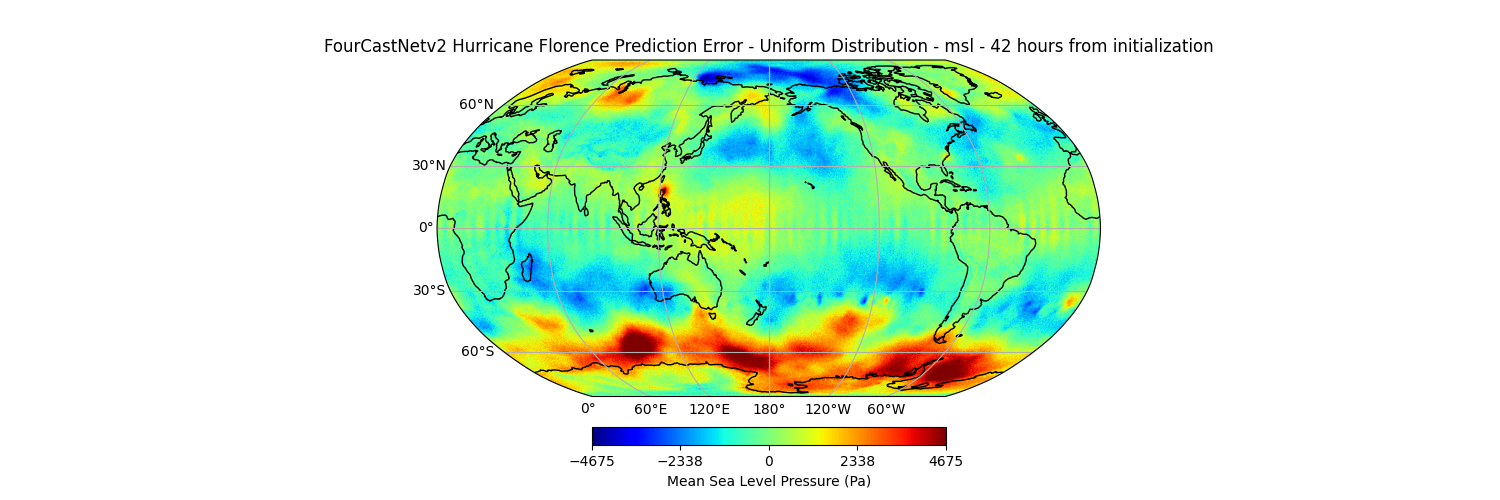 FourCastNetv2 Hurricane Florence Prediction Error - Uniform Distribution - msl - 42 hours from initialization
60°N
30°N
0°
30°S
60°S
0° 60°E 120°E 180° 120°W 60°W
−4675 −2338 0 2338 4675
Mean Sea Level Pressure (Pa)